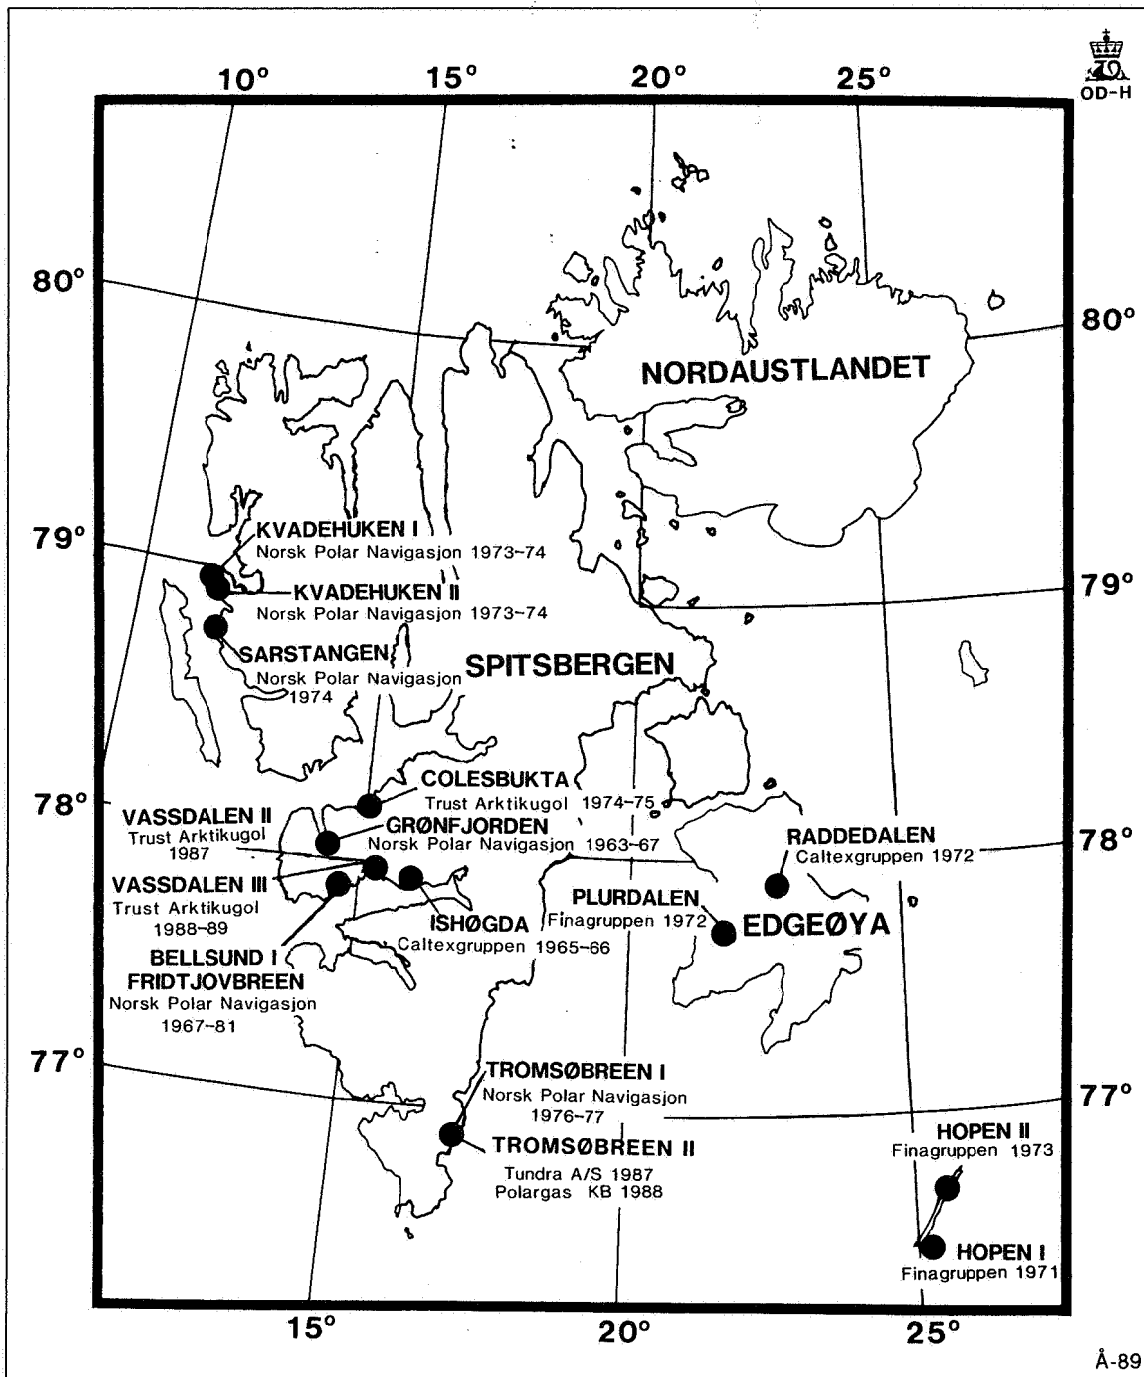 OD-H
10° 15° 20° 25°
80° 80°
NORDAUSTLANDET
79° 79°
KVADEHUKEN I
Norsk Polar Navigasjon 1973-74
KVADEHUKEN II
Norsk Polar Navigasjon 1973-74
SARSTANGEN
Norsk Polar Navigasjon
1974
SPITSBERGEN
78° 78°
COLESBUKTA
Trust Arktikugol 1974-75
GRØNFJORDEN
Norsk Polar Navigasjon 1963-67
VASSDALEN II
Trust Arktikugol
1987
VASSDALEN III
Trust Arktikugol
1988-89
ISHØGDA
Caltexgruppen 1965-66
BELLSUND I
FRIDTJOVBREEN
Norsk Polar Navigasjon
1967-81
RADDEDALEN
Caltexgruppen 1972
PLURDALEN
Finagruppen 1972
EDGEØYA
77° 77°
TROMSØBREEN I
Norsk Polar Navigasjon
1976-77
TROMSØBREEN II
Tundra A/S 1987
Polargas KB 1988
HOPEN II
Finagruppen 1973
HOPEN I
Finagruppen 1971
15° 20° 25°
Å-89